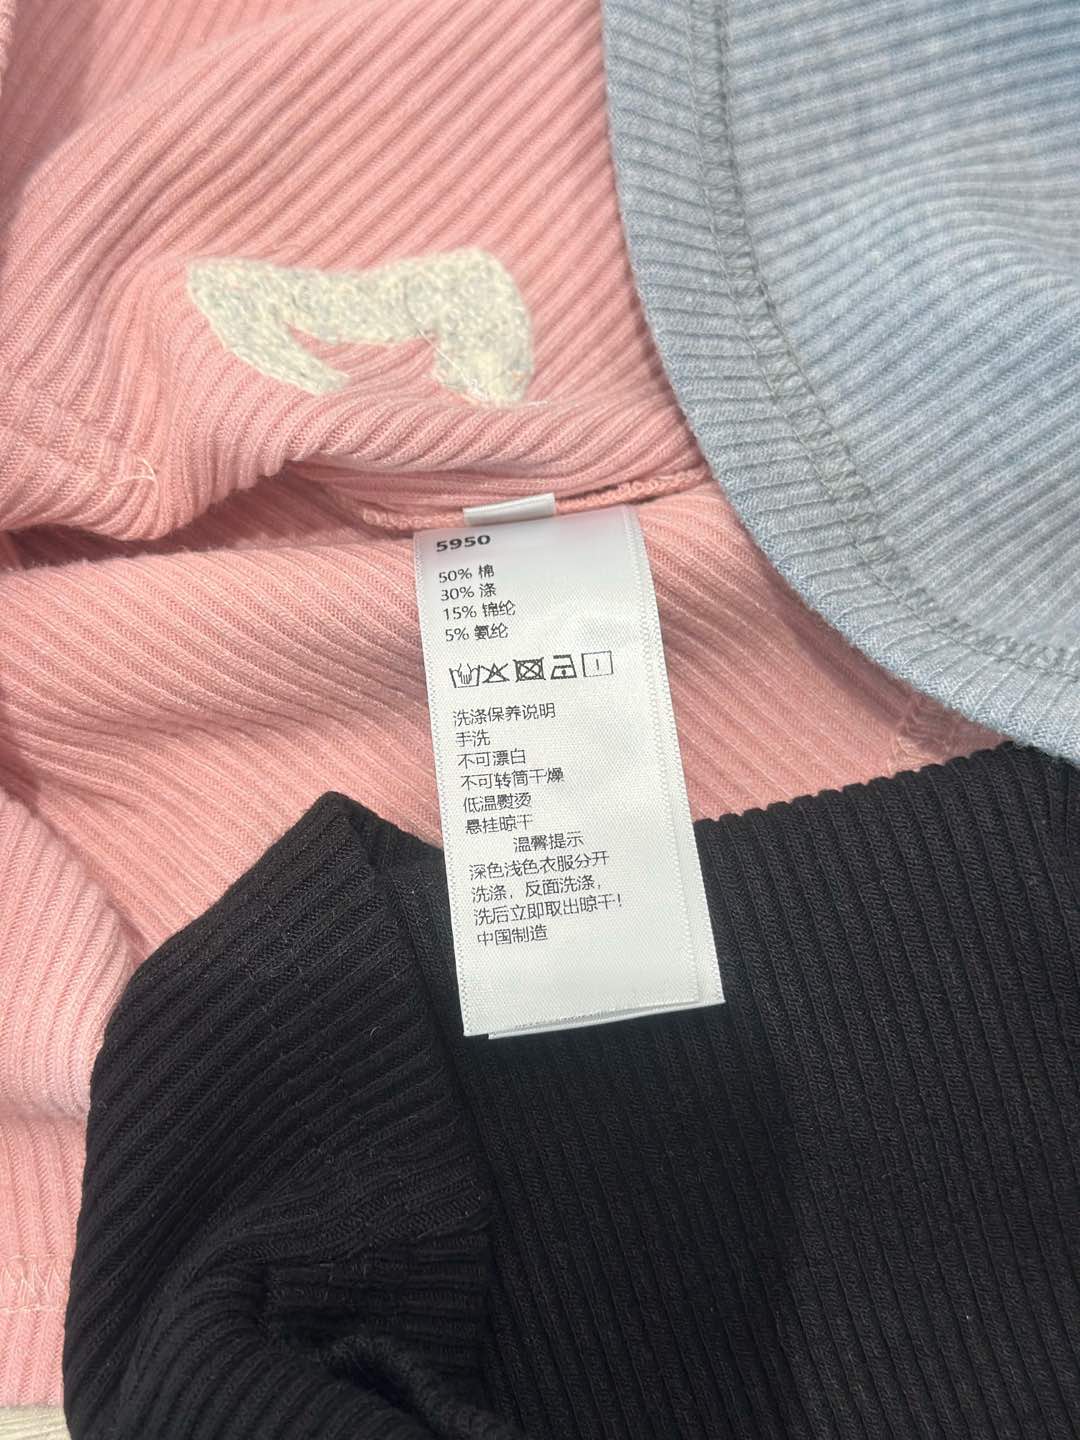 5950
50% 棉
30% 涤
15% 锦纶
5% 氨纶
洗涤保养说明
手洗
不可漂白
不可转筒干燥
低温熨烫
悬挂晾干
温馨提示
深色浅色衣服分开
洗涤，反面洗涤，
洗后立即取出晾干！
中国制造